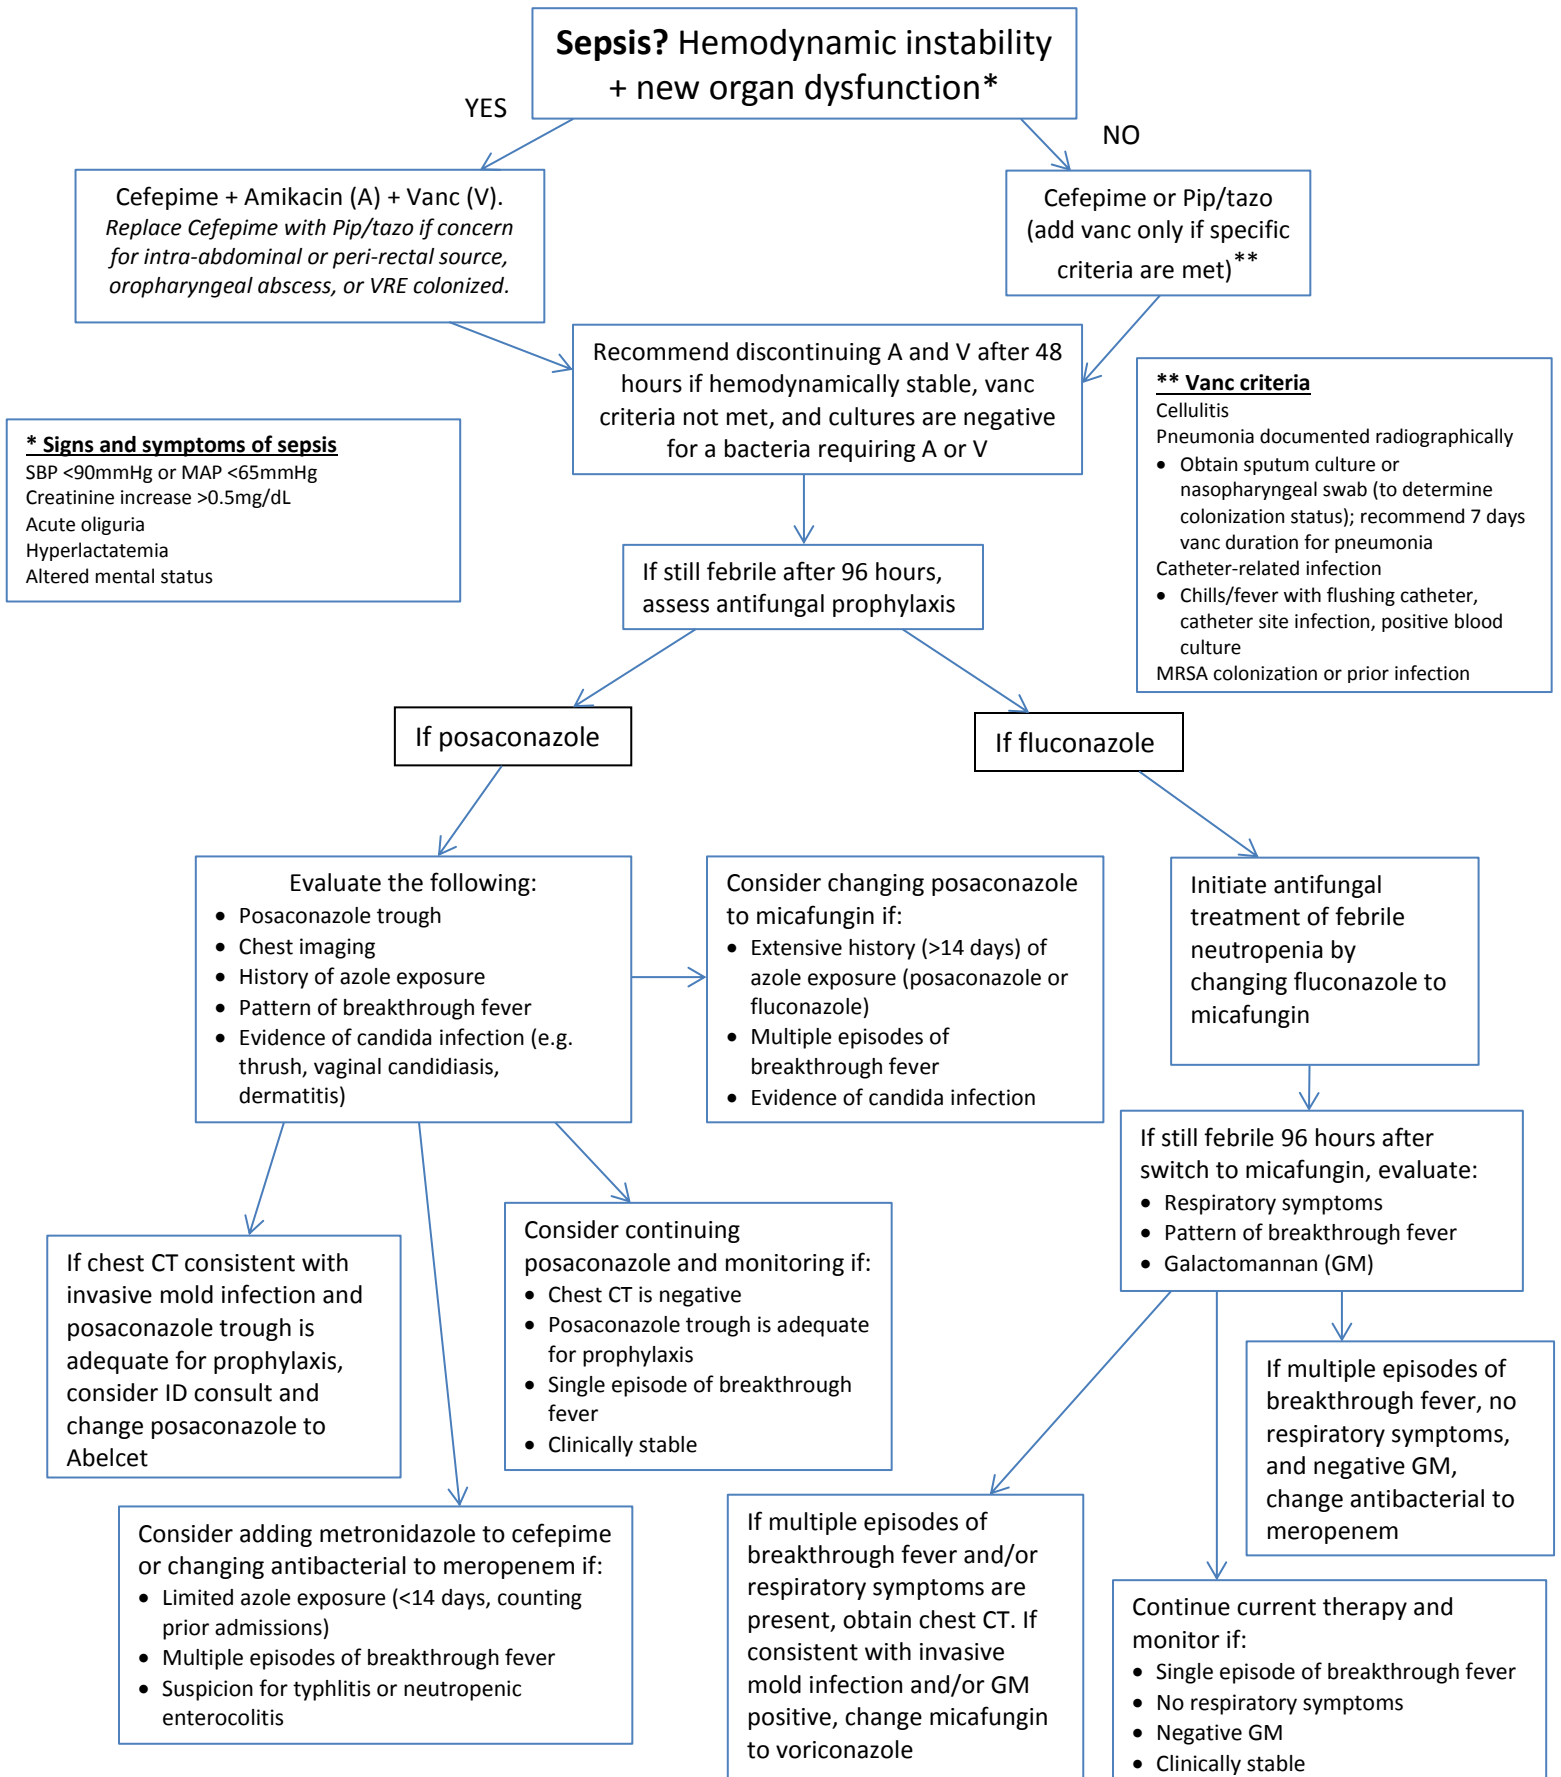 Sepsis? Hemodynamic instability
+ new organ dysfunction*
YES
NO
Cefepime + Amikacin (A) + Vanc (V).
Replace Cefepime with Pip/tazo if concern
for intra-abdominal or peri-rectal source,
oropharyngeal abscess, or VRE colonized.
Cefepime or Pip/tazo
(add vanc only if specific
criteria are met)**
Recommend discontinuing A and V after 48
hours if hemodynamically stable, vanc
criteria not met, and cultures are negative
for a bacteria requiring A or V
* Signs and symptoms of sepsis
SBP <90mmHg or MAP <65mmHg
Creatinine increase >0.5mg/dL
Acute oliguria
Hyperlactatemia
Altered mental status
** Vanc criteria
Cellulitis
Pneumonia documented radiographically
• Obtain sputum culture or
nasopharyngeal swab (to determine
colonization status); recommend 7 days
vanc duration for pneumonia
Catheter-related infection
• Chills/fever with flushing catheter,
catheter site infection, positive blood
culture
MRSA colonization or prior infection
If still febrile after 96 hours,
assess antifungal prophylaxis
If posaconazole
If fluconazole
Evaluate the following:
• Posaconazole trough
• Chest imaging
• History of azole exposure
• Pattern of breakthrough fever
• Evidence of candida infection (e.g.
thrush, vaginal candidiasis,
dermatitis)
Consider changing posaconazole
to micafungin if:
• Extensive history (>14 days) of
azole exposure (posaconazole or
fluconazole)
• Multiple episodes of
breakthrough fever
• Evidence of candida infection
Initiate antifungal
treatment of febrile
neutropenia by
changing fluconazole to
micafungin
If still febrile 96 hours after
switch to micafungin, evaluate:
• Respiratory symptoms
• Pattern of breakthrough fever
• Galactomannan (GM)
If chest CT consistent with
invasive mold infection and
posaconazole trough is
adequate for prophylaxis,
consider ID consult and
change posaconazole to
Abelcet
Consider continuing
posaconazole and monitoring if:
• Chest CT is negative
• Posaconazole trough is adequate
for prophylaxis
• Single episode of breakthrough
fever
• Clinically stable
If multiple episodes of
breakthrough fever, no
respiratory symptoms,
and negative GM,
change antibacterial to
meropenem
Consider adding metronidazole to cefepime
or changing antibacterial to meropenem if:
• Limited azole exposure (<14 days, counting
prior admissions)
• Multiple episodes of breakthrough fever
• Suspicion for typhlitis or neutropenic
enterocolitis
If multiple episodes of
breakthrough fever and/or
respiratory symptoms are
present, obtain chest CT. If
consistent with invasive
mold infection and/or GM
positive, change micafungin
to voriconazole
Continue current therapy and
monitor if:
• Single episode of breakthrough fever
• No respiratory symptoms
• Negative GM
• Clinically stable